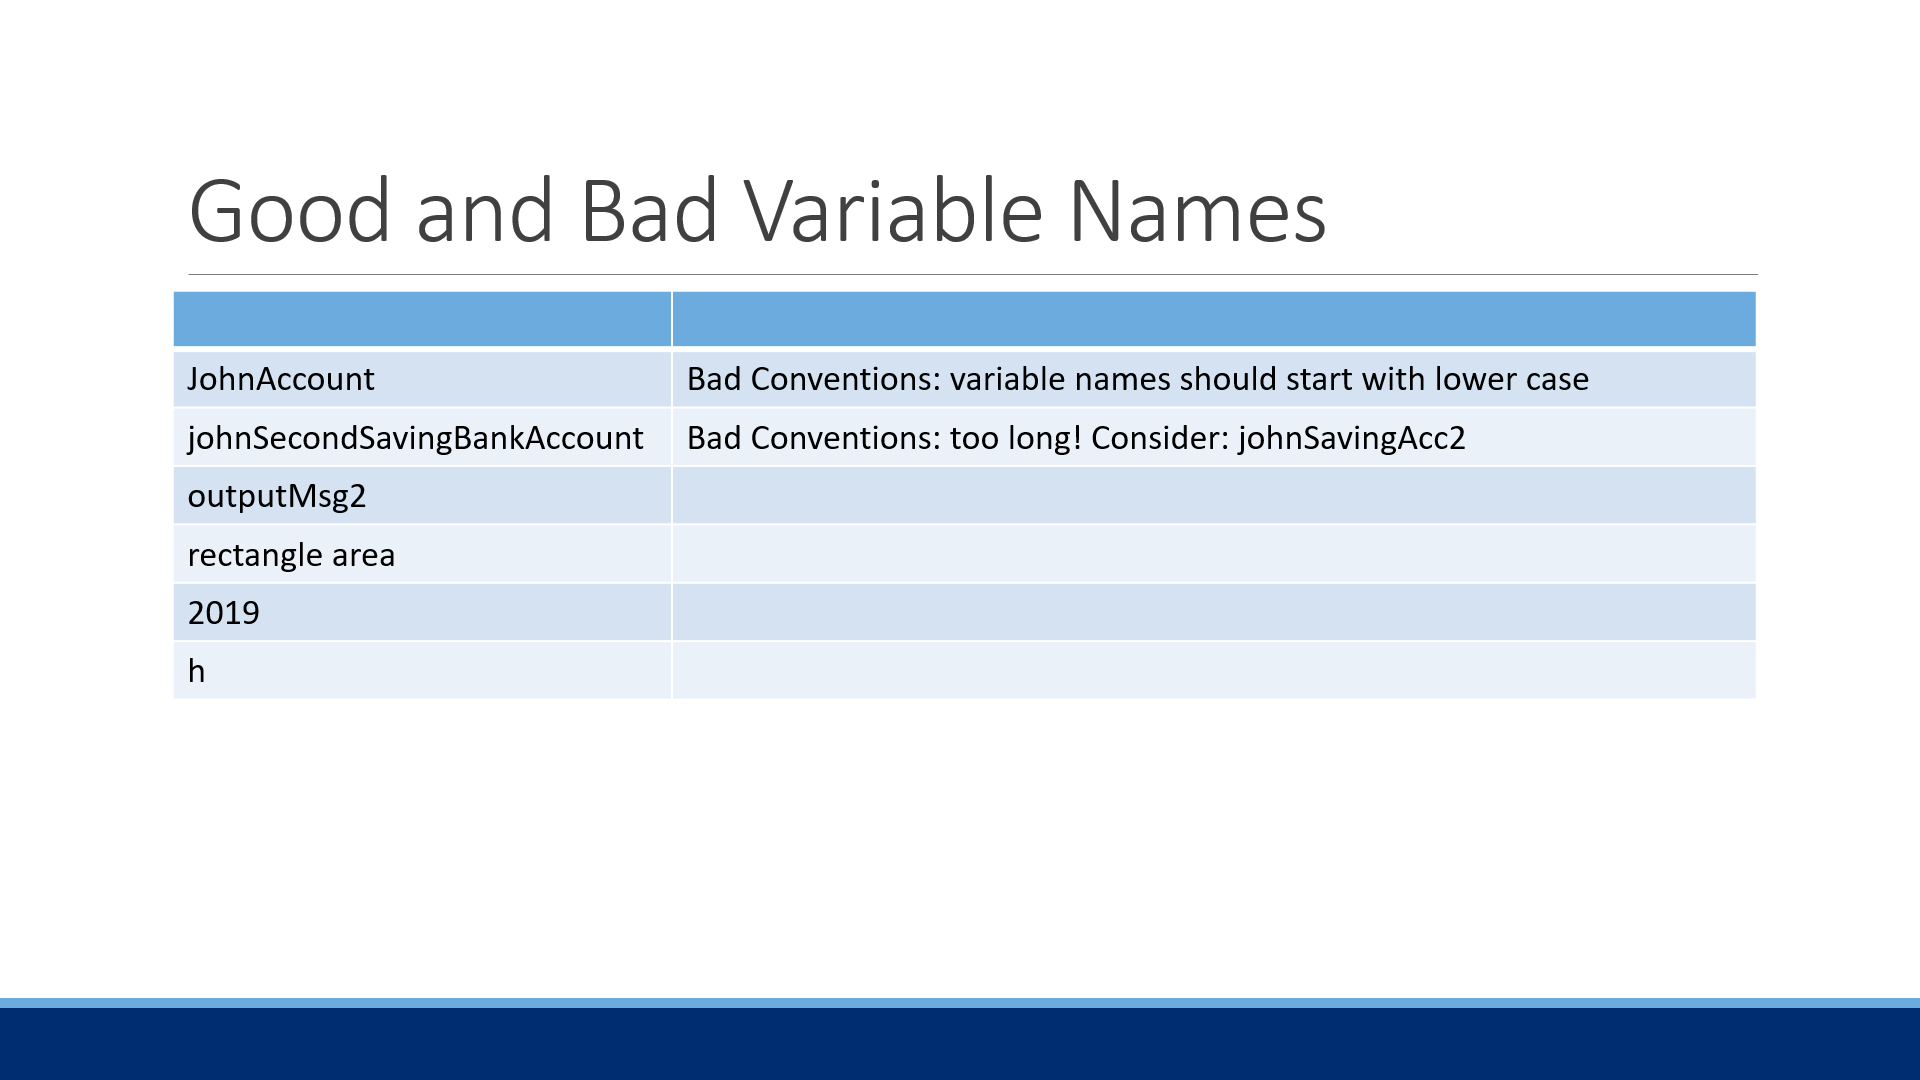 Good and Bad Variable Names
JohnAccount
Bad Conventions: variable names should start with lower case
johnSecondSavingBankAccount
Bad Conventions: too long! Consider: johnSavingAcc2
outputMsg2
rectangle area
2019
h